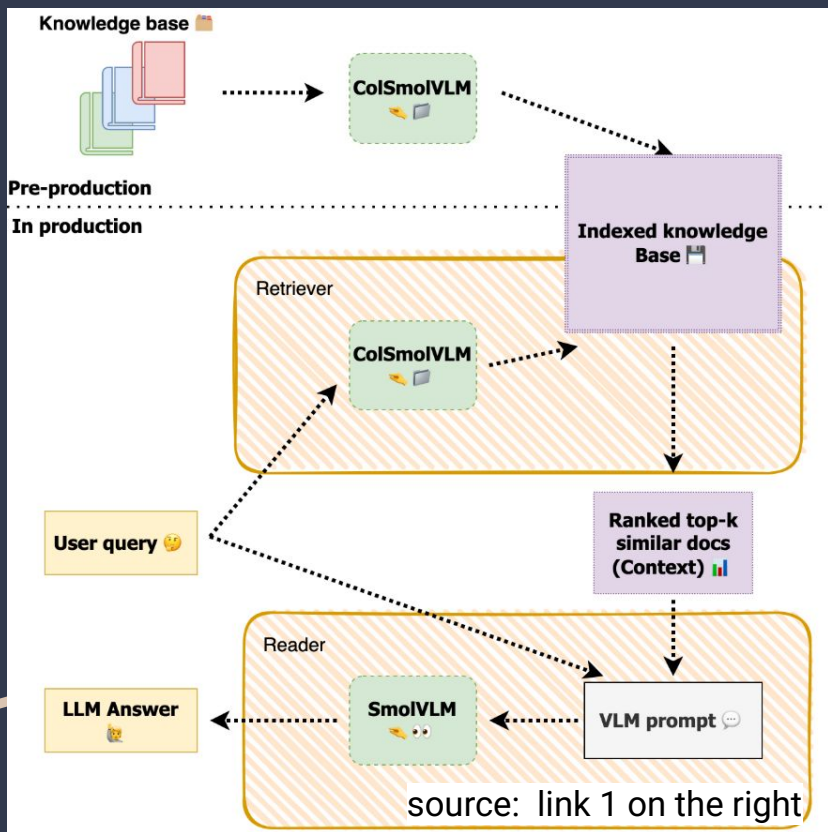 Knowledge base
ColSmolVLM
Pre-production
In production
Indexed knowledge
Base
Retriever
ColSmolVLM
User query
Ranked top-k
similar docs
(Context)
Reader
LLM Answer
SmolVLM
VLM prompt
source: link 1 on the right